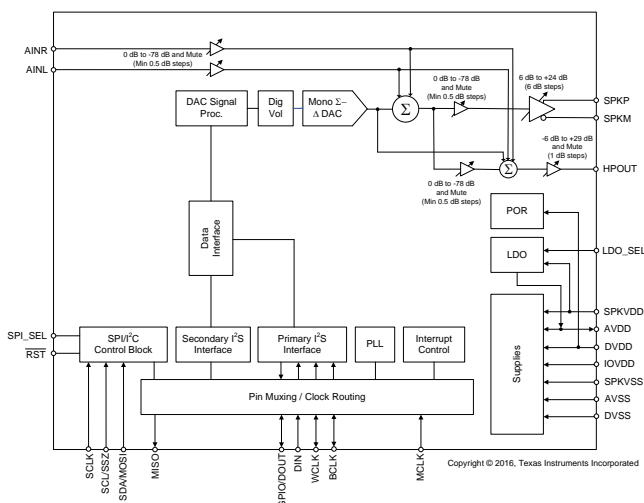 AINR
AINL
0 dB to -78 dB and Mute
(Min 0.5 dB steps)
DAC Signal
Proc.
Dig
Vol
Mono Σ-
Δ DAC
Σ
0 dB to -78 dB
and Mute
(Min 0.5 dB steps)
6 dB to +24 dB
(6 dB steps)
SPKP
SPKM
-6 dB to +29 dB
and Mute
(1 dB steps)
Σ
HPOUT
0 dB to -78 dB
and Mute
(Min 0.5 dB steps)
POR
Data
Interface
LDO
LDO_SEL
SPKVDD
AVDD
DVDD
IOVDD
SPKVSS
AVSS
DVSS
Supplies
SPI_SEL
RST
SPI/I²C
Control Block
Secondary I²S
Interface
Primary I²S
Interface
PLL
Interrupt
Control
Pin Muxing / Clock Routing
SCLK
SCL/SSZ
SDA/MOSI
MISO
GPIO/DOUT
DIN
WCLK
BCLK
MCLK
Copyright © 2016, Texas Instruments Incorporated